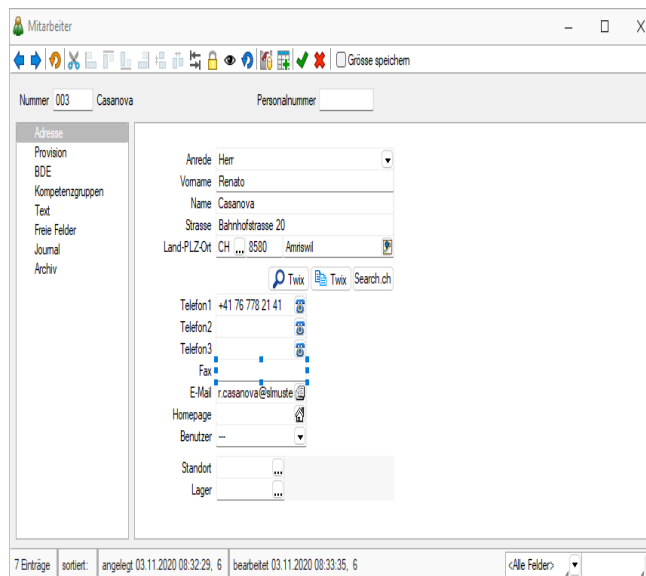 Mitarbeiter
Grösse speichern
Nummer 003 Casanova Personalnummer
Adresse
Provision
BDE
Kompetenzgruppen
Text
Freie Felder
Journal
Archiv
Anrede Herr
Vorname Renato
Name Casanova
Strasse Bahnhofstrasse 20
Land-PLZ-Ort CH ... 8580 Amriswil
Twix Twix Search.ch
Telefon1 +41 76 778 21 41
Telefon2
Telefon3
Fax
E-Mail r.casanova@slmuste
Homepage
Benutzer ---
Standort ...
Lager ...
7 Einträge sortiert: angelegt 03.11.2020 08:32:29, 6 bearbeitet 03.11.2020 08:33:35, 6 <Alle Felder>